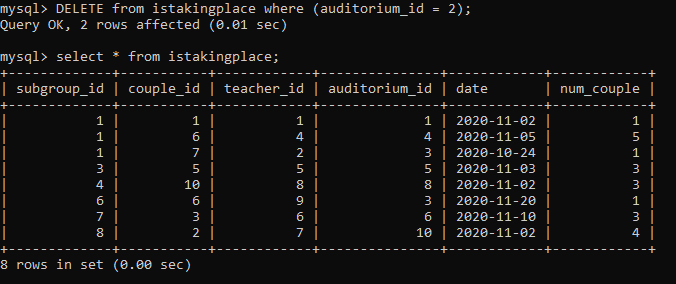 mysql> DELETE from istakingplace where (auditorium_id = 2);
Query OK, 2 rows affected (0.01 sec)
mysql> select * from istakingplace;
+-------------+-----------+------------+---------------+------------+------------+
| subgroup_id | couple_id | teacher_id | auditorium_id | date       | num_couple |
+-------------+-----------+------------+---------------+------------+------------+
|           1 |         1 |          1 |             1 | 2020-11-02 |          1 |
|           1 |         6 |          4 |             4 | 2020-11-05 |          5 |
|           1 |         7 |          2 |             3 | 2020-10-24 |          1 |
|           3 |         5 |          5 |             5 | 2020-11-03 |          3 |
|           4 |        10 |          8 |             8 | 2020-11-02 |          3 |
|           6 |         6 |          9 |             3 | 2020-11-20 |          1 |
|           7 |         3 |          6 |             6 | 2020-11-10 |          3 |
|           8 |         2 |          7 |            10 | 2020-11-02 |          4 |
+-------------+-----------+------------+---------------+------------+------------+
8 rows in set (0.00 sec)